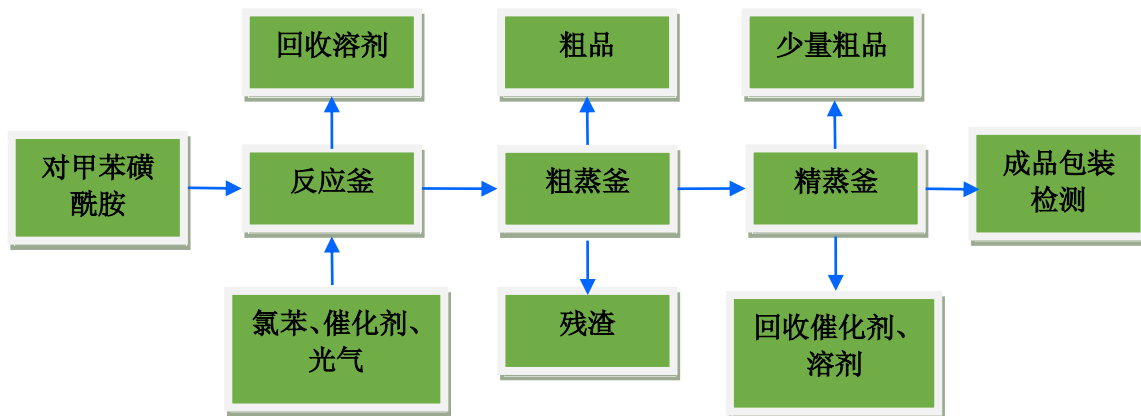 回收溶剂
粗品
少量粗品
对甲苯磺
酰胺
反应釜
粗蒸釜
精蒸釜
成品包装
检测
氯苯、催化剂、
光气
残渣
回收催化剂、
溶剂